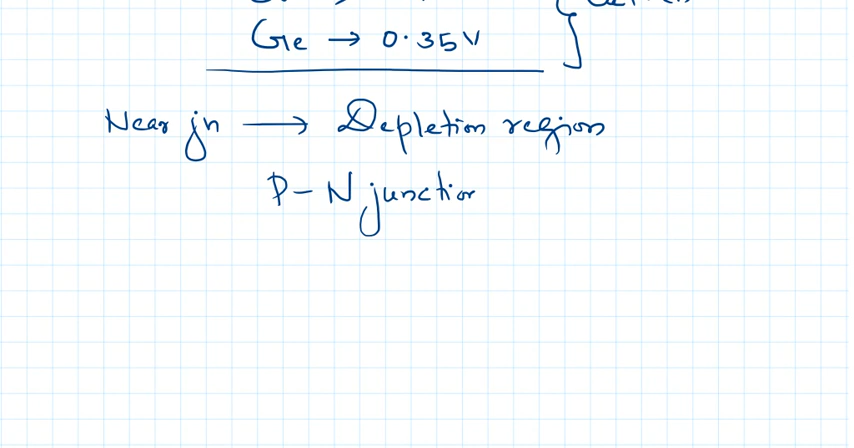 Ge → 0.35V
Near jn → Depletion region
P-N junction